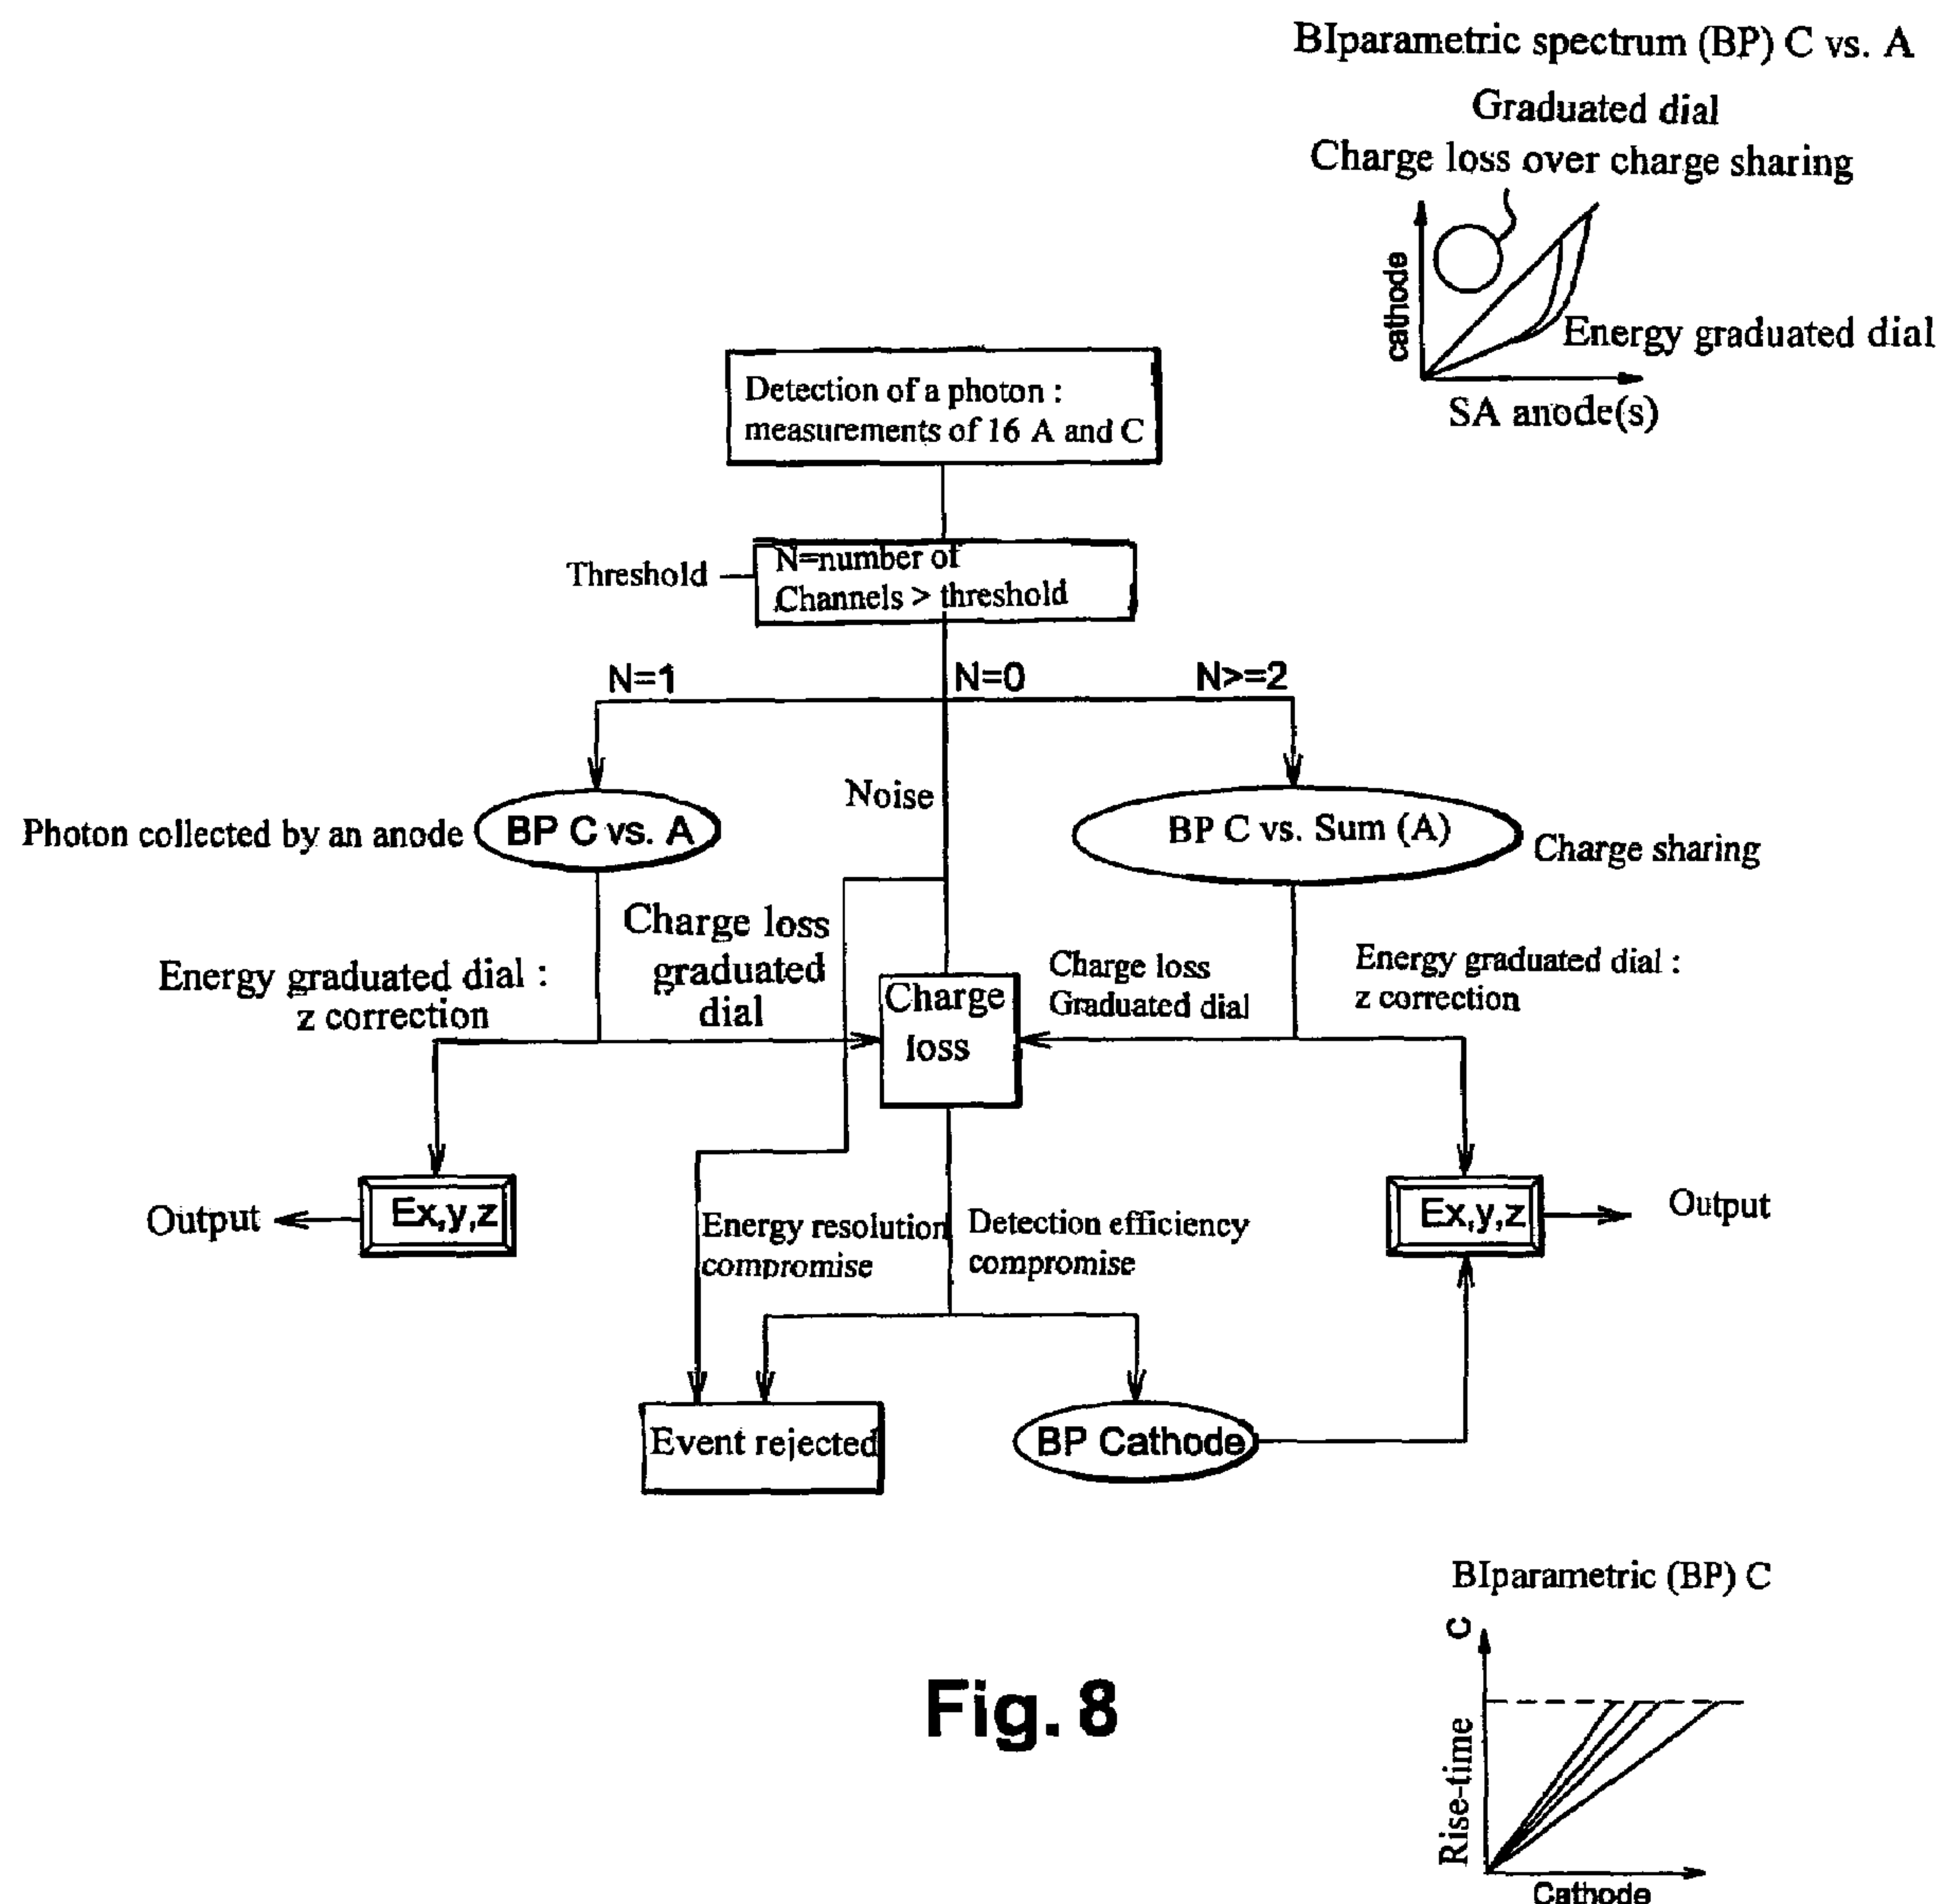 BIparametric spectrum (BP) C vs. A
Graduated dial
Charge loss over charge sharing
cathode
Energy graduated dial
SA anode(s)
Detection of a photon :
measurements of 16 A and C
Threshold
N=number of
Channels > threshold
N=1
N=0
N>=2
Noise
Photon collected by an anode
BP C vs. A
BP C vs. Sum (A)
Charge sharing
Energy graduated dial :
z correction
Charge loss
graduated
dial
Charge
loss
Charge loss
Graduated dial
Energy graduated dial :
z correction
Output
Ex,y,z
Energy resolution
compromise
Detection efficiency
compromise
Ex,y,z
Output
Event rejected
BP Cathode
BIparametric (BP) C
C
Rise-time
Cathode
Fig. 8